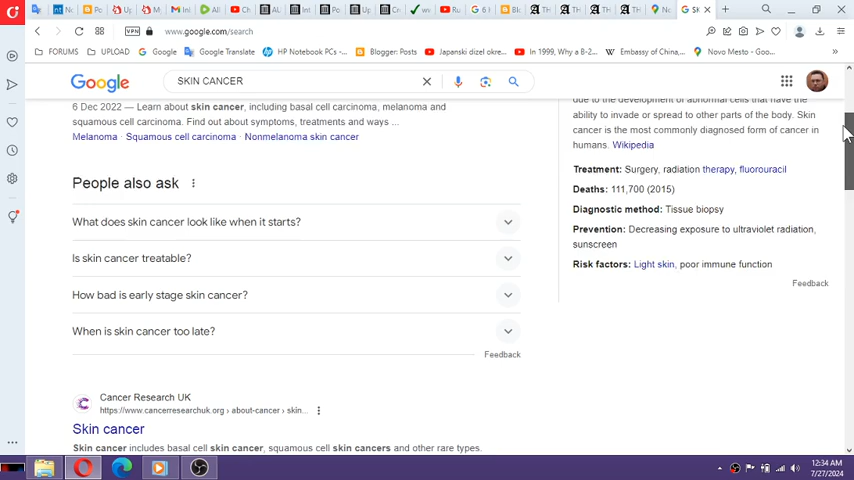 VPN
www.google.com/search
FORUMS
UPLOAD
Google
Google Translate
HP Notebook PCs...
Blogger: Posts
Japanski dizel okre...
In 1999, Why a B-2...
Embassy of China,...
Novo Mesto - Goo...
Google
SKIN CANCER
6 Dec 2022 — Learn about skin cancer, including basal cell carcinoma, melanoma and
squamous cell carcinoma. Find out about symptoms, treatments and ways ...
Melanoma · Squamous cell carcinoma · Nonmelanoma skin cancer
People also ask
What does skin cancer look like when it starts?
Is skin cancer treatable?
How bad is early stage skin cancer?
When is skin cancer too late?
Feedback
Cancer Research UK
https://www.cancerresearchuk.org › about-cancer › skin...
Skin cancer
Skin cancer includes basal cell skin cancer, squamous cell skin cancers and other rare types.
due to the development of abnormal cells that have the
ability to invade or spread to other parts of the body. Skin
cancer is the most commonly diagnosed form of cancer in
humans. Wikipedia
Treatment: Surgery, radiation therapy, fluorouracil
Deaths: 111,700 (2015)
Diagnostic method: Tissue biopsy
Prevention: Decreasing exposure to ultraviolet radiation,
sunscreen
Risk factors: Light skin, poor immune function
Feedback
12:34 AM
7/27/2024